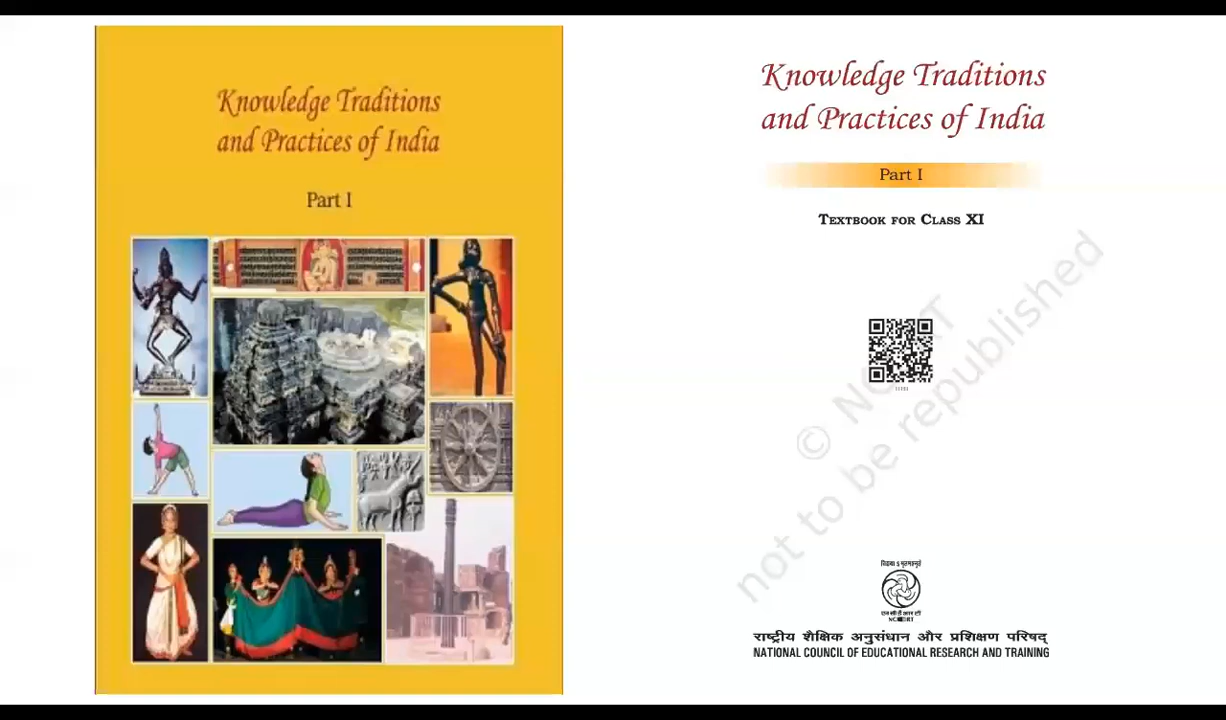 Knowledge Traditions
and Practices of India
Part I
Knowledge Traditions
and Practices of India
Part I
TEXTBOOK FOR CLASS XI
© NCERT
not to be republished
राष्ट्रीय शैक्षिक अनुसंधान और प्रशिक्षण परिषद्
NATIONAL COUNCIL OF EDUCATIONAL RESEARCH AND TRAINING